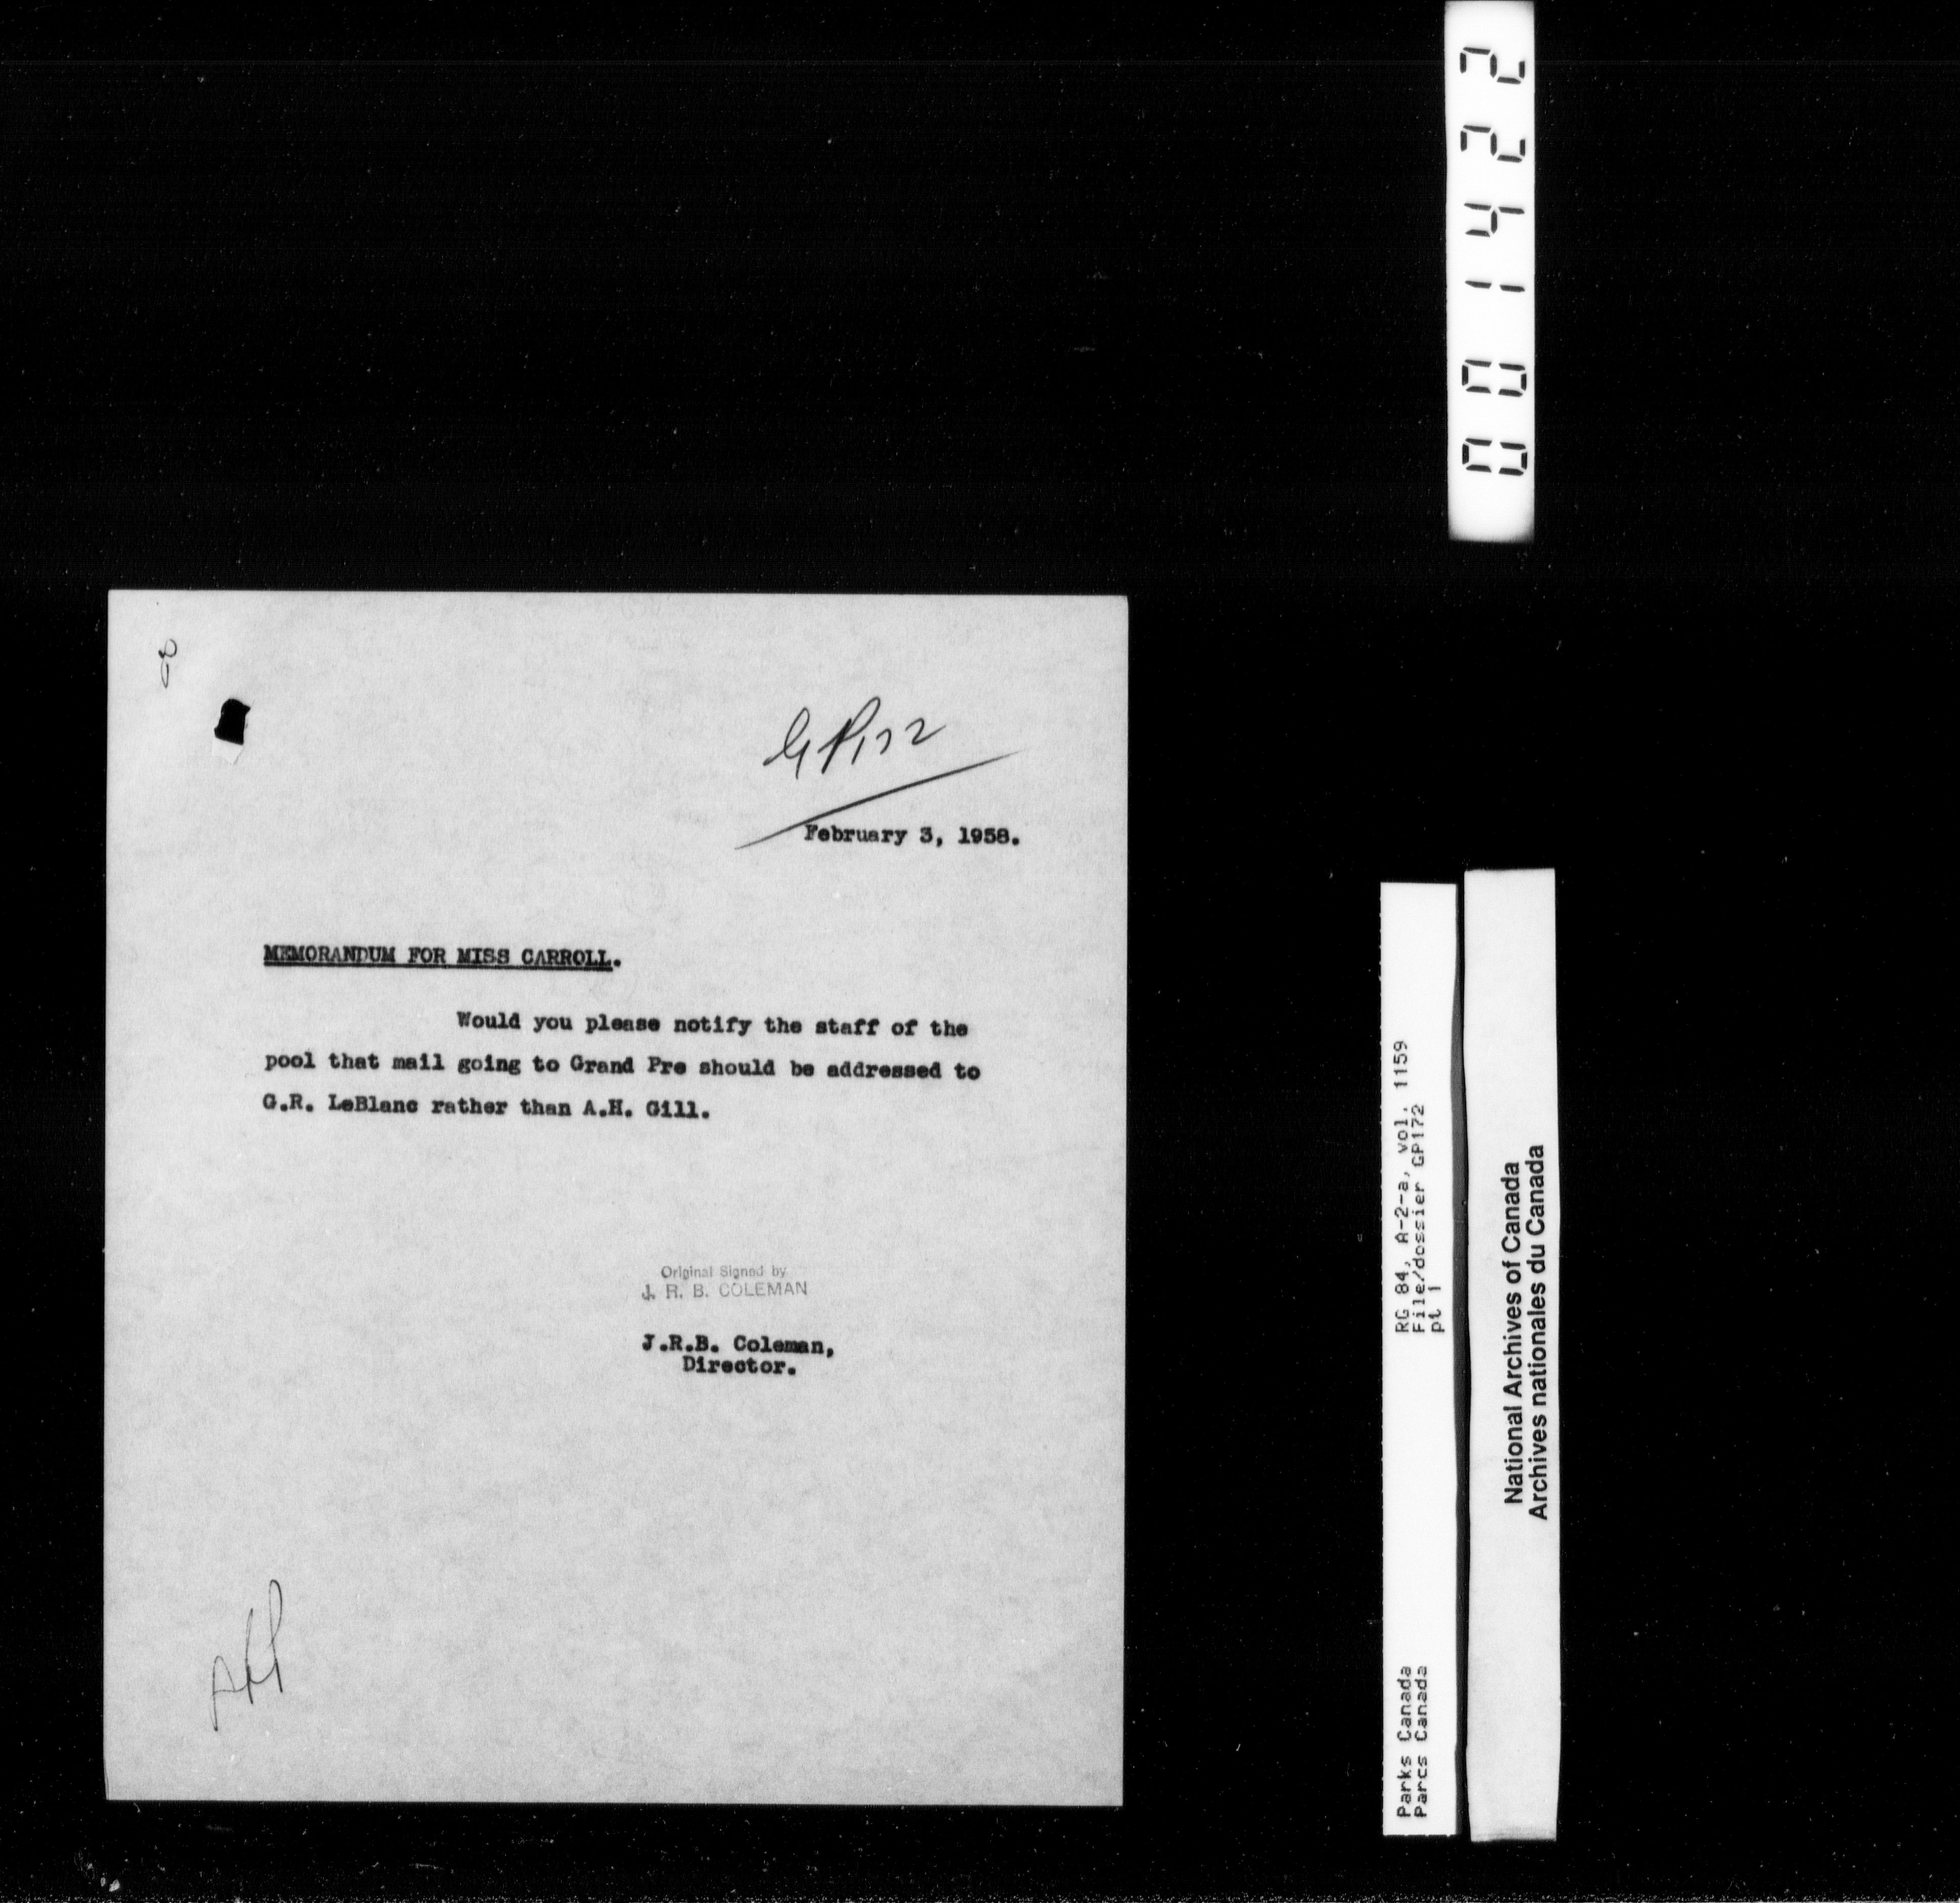 GP172
February 3, 1958.
MEMORANDUM FOR MISS CARROLL.
Would you please notify the staff of the
pool that mail going to Grand Pre should be addressed to
G.R. LeBlanc rather than A.H. Gill.
Original Signed by
J. R. B. COLEMAN
J.R.B. Coleman,
Director.
001422
RG 84, A-2-a, vol. 1159
File/dossier GP172
pt 1
Parks Canada
Parcs Canada
National Archives of Canada
Archives nationales du Canada